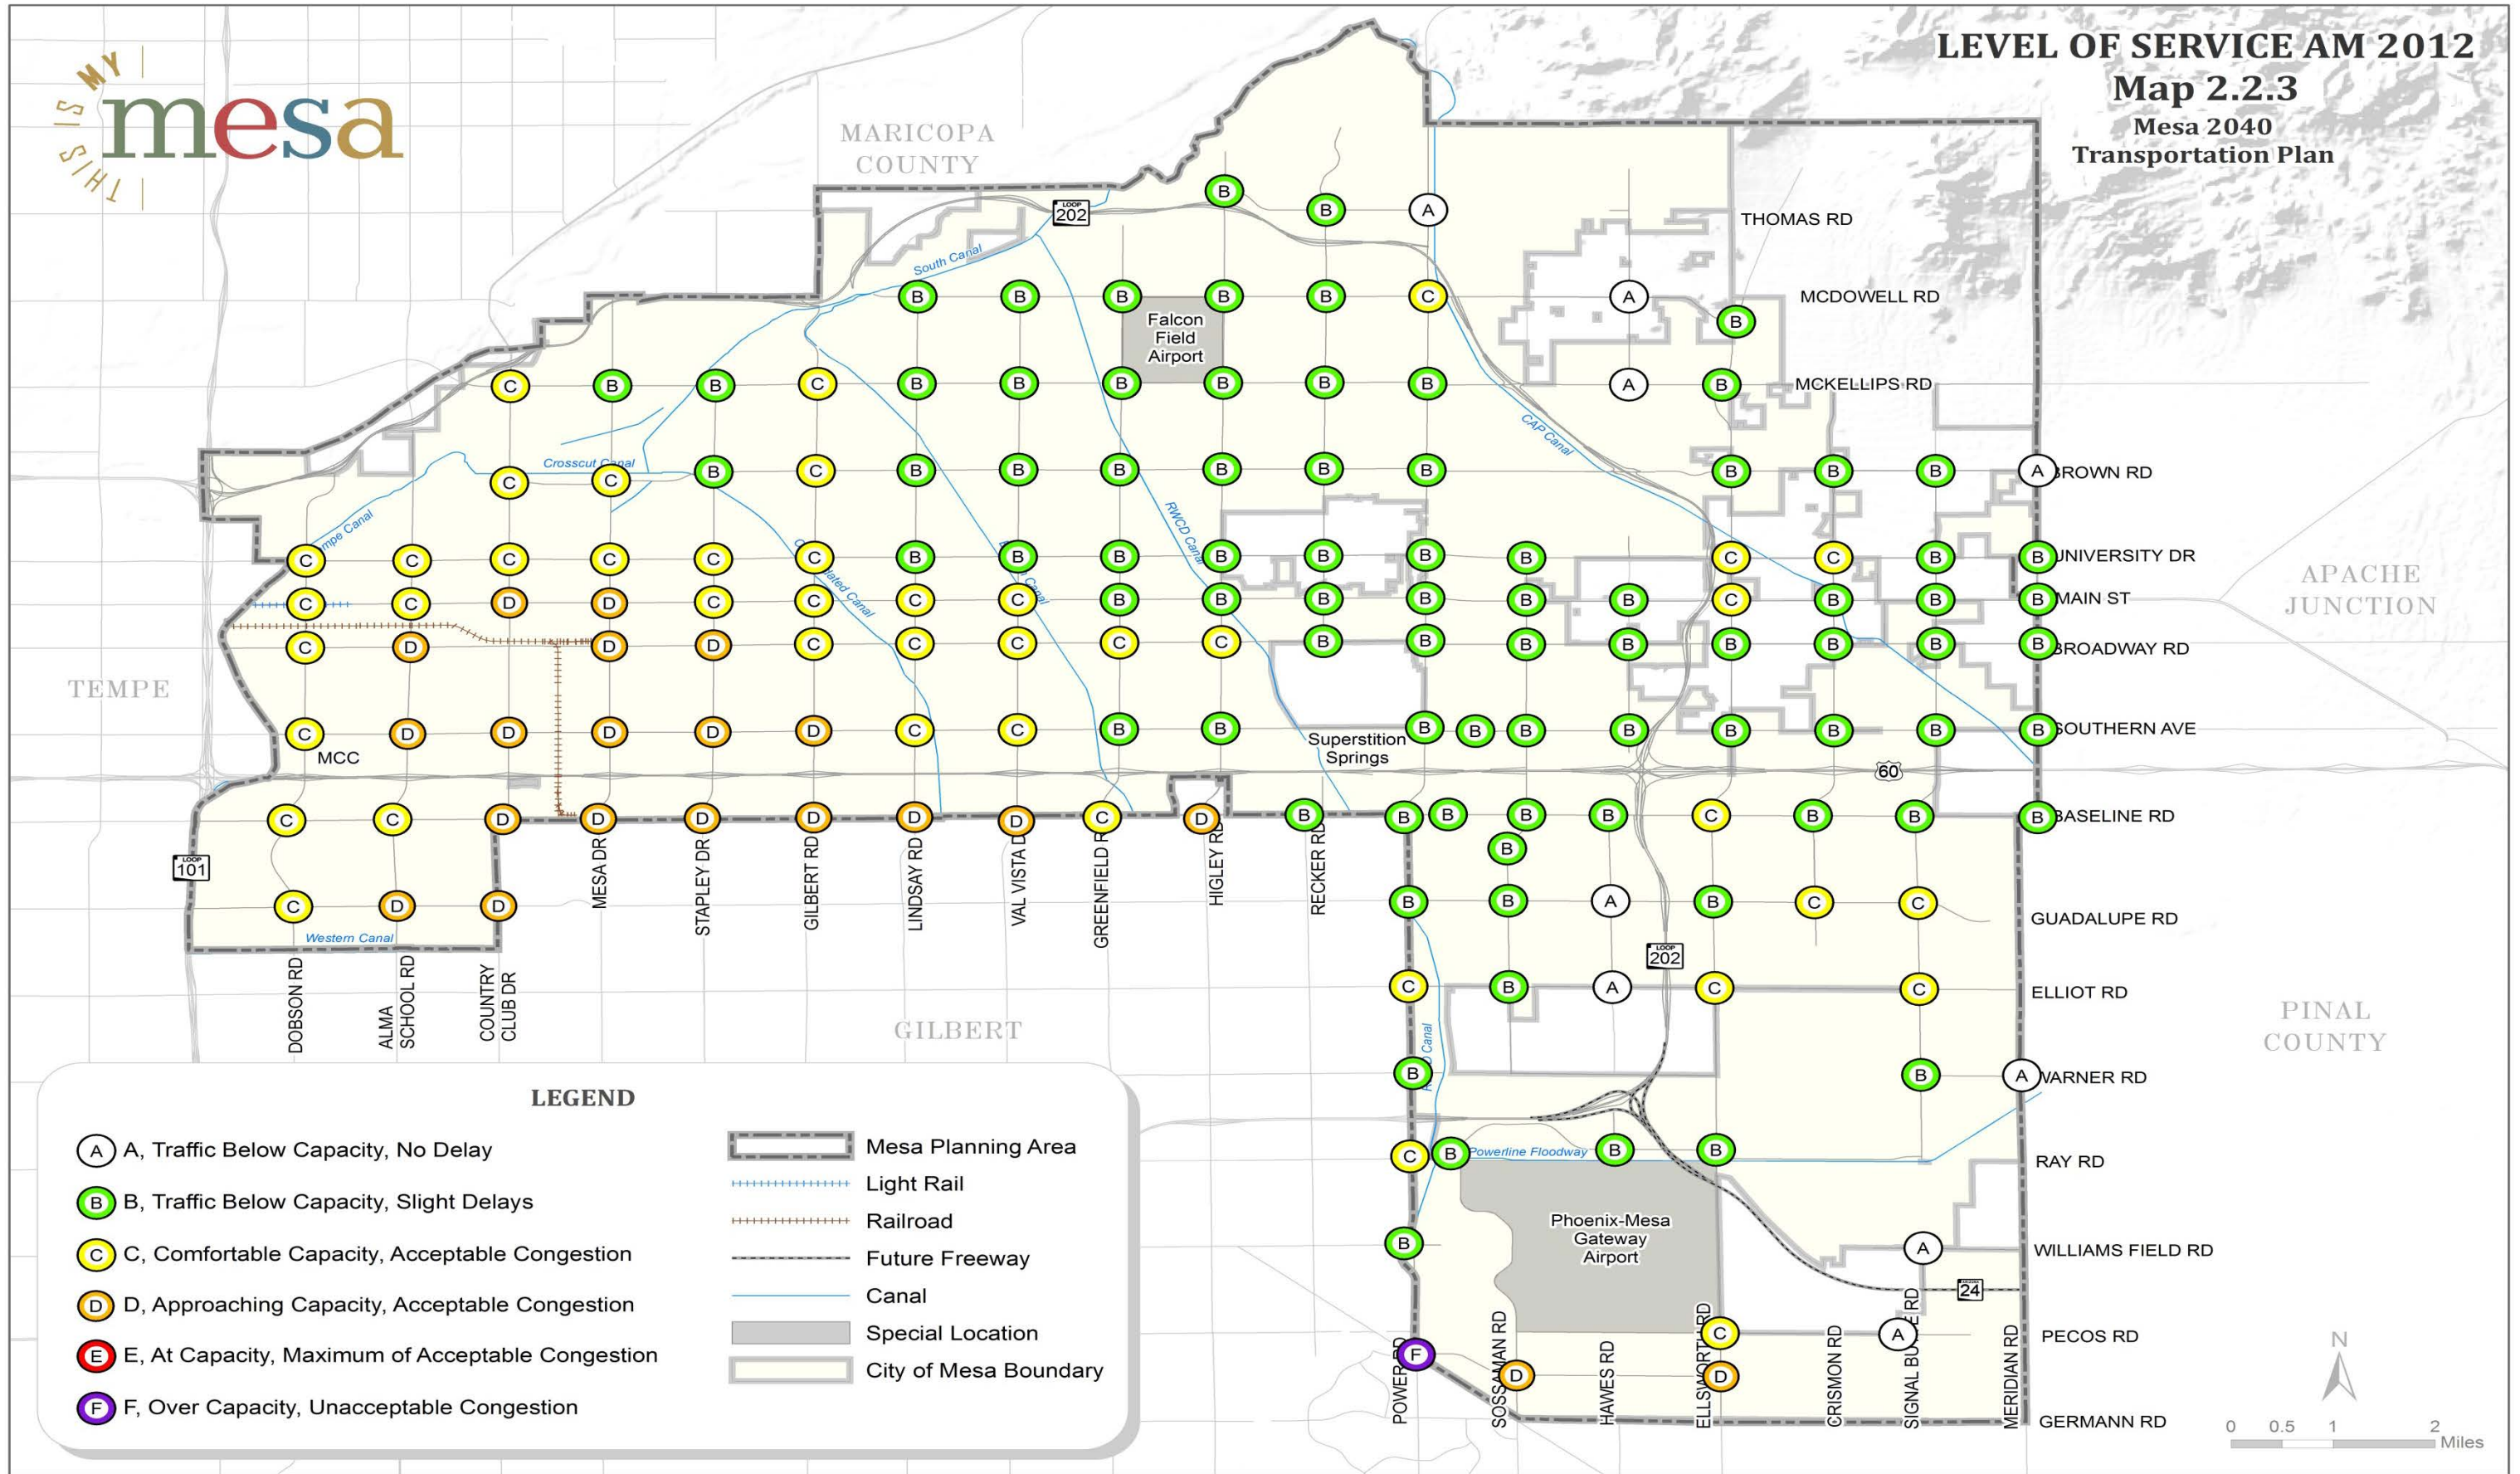 LEVEL OF SERVICE AM 2012
Map 2.2.3
Mesa 2040
Transportation Plan
THIS IS MY
mesa
MARICOPA
COUNTY
LOOP
202
B
B
A
THOMAS RD
South Canal
B
B
B
B
B
C
A
MCDOWELL RD
B
Falcon
Field
Airport
C
B
B
C
B
B
B
B
B
B
A
B
MCKELLIPS RD
CAP Canal
Crosscut Canal
C
C
B
C
B
B
B
B
B
B
B
B
B
A
BROWN RD
RWCD Canal
C
C
C
C
C
C
B
B
B
B
B
B
B
C
C
B
B
UNIVERSITY DR
C
C
D
D
C
C
C
C
B
B
B
B
B
B
C
B
B
B
MAIN ST
APACHE
JUNCTION
C
D
D
D
C
C
C
C
C
B
B
B
B
B
B
B
B
BROADWAY RD
TEMPE
C
D
D
D
D
D
C
C
B
B
B
B
B
B
B
B
B
B
SOUTHERN AVE
MCC
Superstition
Springs
60
C
C
D
D
D
D
D
D
C
D
B
B
B
B
B
C
B
B
B
BASELINE RD
B
LOOP
101
MESA DR
STAPLEY DR
GILBERT RD
LINDSAY RD
VAL VISTA D
GREENFIELD R
HIGLEY RD
RECKER RD
C
D
D
B
B
A
B
C
C
GUADALUPE RD
Western Canal
LOOP
202
DOBSON RD
ALMA
SCHOOL RD
COUNTRY
CLUB DR
C
B
A
C
C
ELLIOT RD
GILBERT
PINAL
COUNTY
B
B
A
WARNER RD
C
B
Powerline Floodway
B
B
RAY RD
B
Phoenix-Mesa
Gateway
Airport
A
WILLIAMS FIELD RD
24
C
A
PECOS RD
F
D
D
POWER RD
SOSSAMAN RD
HAWES RD
ELLSWORTH RD
CRISMON RD
MERIDIAN RD
GERMANN RD
LEGEND
A
A, Traffic Below Capacity, No Delay
B
B, Traffic Below Capacity, Slight Delays
C
C, Comfortable Capacity, Acceptable Congestion
D
D, Approaching Capacity, Acceptable Congestion
E
E, At Capacity, Maximum of Acceptable Congestion
F
F, Over Capacity, Unacceptable Congestion
Mesa Planning Area
Light Rail
Railroad
Future Freeway
Canal
Special Location
City of Mesa Boundary
N
0 0.5 1 2
Miles